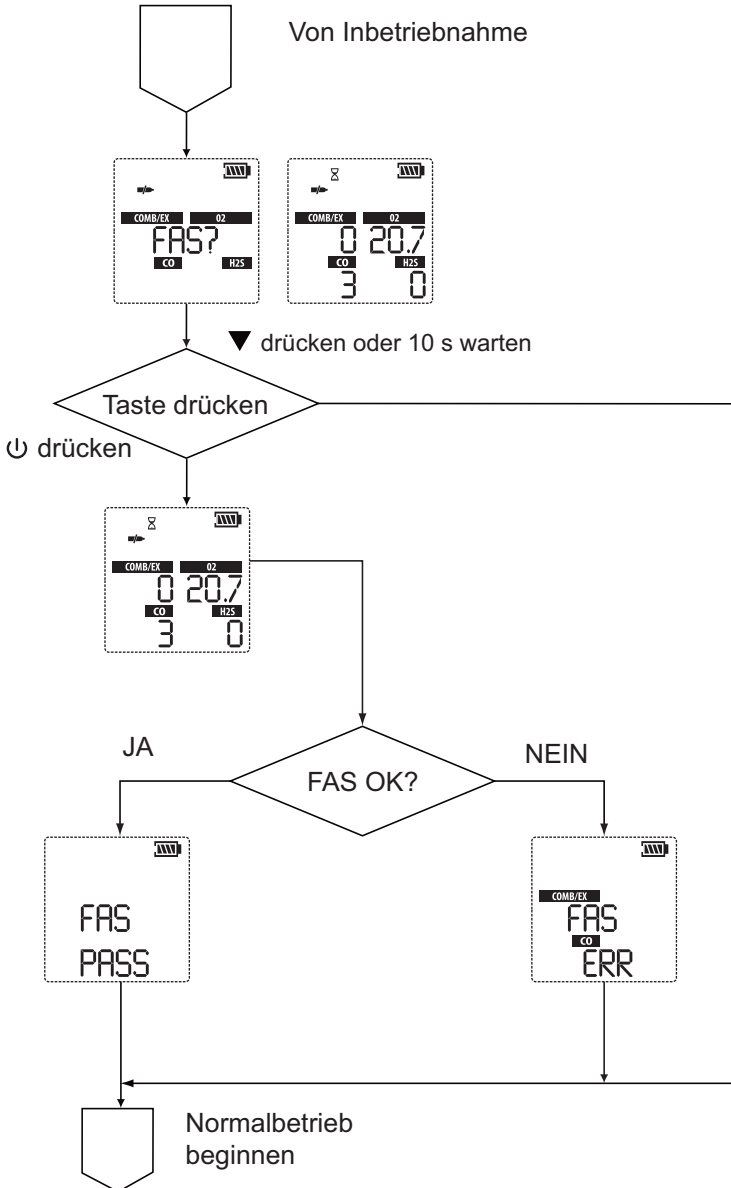 Von Inbetriebnahme
COMB/EX O2
FAS?
CO H2S
COMB/EX O2
0 20.7
CO H2S
3 0
▼ drücken oder 10 s warten
Taste drücken
⏻ drücken
COMB/EX O2
0 20.7
CO H2S
3 0
JA
NEIN
FAS OK?
FAS
PASS
COMB/EX
FAS
CO
ERR
Normalbetrieb
beginnen